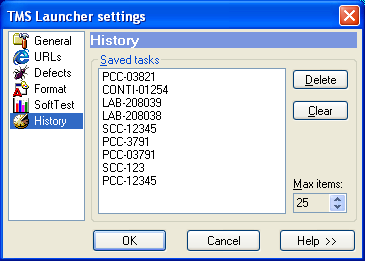 TMS Launcher settings
General
URLs
Defects
Format
SoftTest
History
History
Saved tasks
PCC-03821
CONTI-01254
LAB-208039
LAB-208038
SCC-12345
PCC-3791
PCC-03791
SCC-123
PCC-12345
Delete
Clear
Max items:
25
OK
Cancel
Help >>